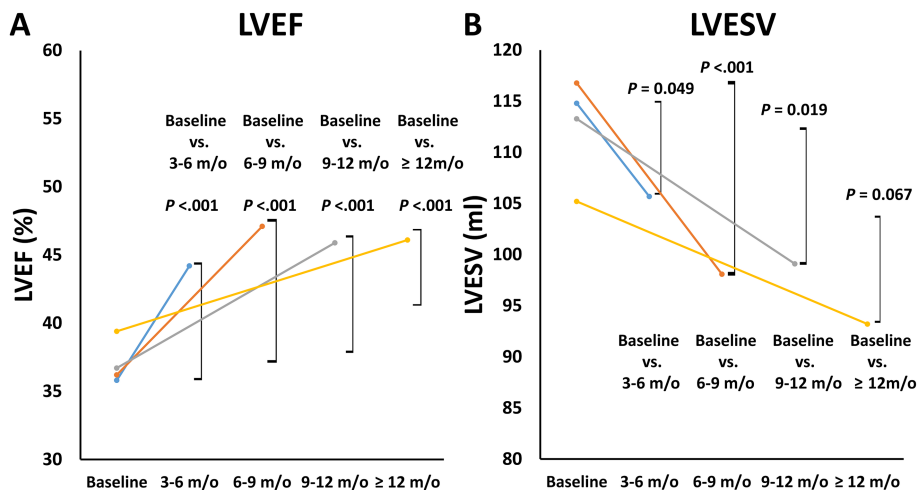 A
LVEF
60
55
50
45
40
35
30
LVEF (%)
Baseline
vs.
3-6 m/o
Baseline
vs.
6-9 m/o
Baseline
vs.
9-12 m/o
Baseline
vs.
≥ 12m/o
P <.001
P <.001
P <.001
P <.001
Baseline
3-6 m/o
6-9 m/o
9-12 m/o
≥ 12 m/o
B
LVESV
120
115
110
105
100
95
90
85
80
LVESV (ml)
P = 0.049
P <.001
P = 0.019
P = 0.067
Baseline
vs.
3-6 m/o
Baseline
vs.
6-9 m/o
Baseline
vs.
9-12 m/o
Baseline
vs.
≥ 12m/o
Baseline
3-6 m/o
6-9 m/o
9-12 m/o
≥ 12 m/o